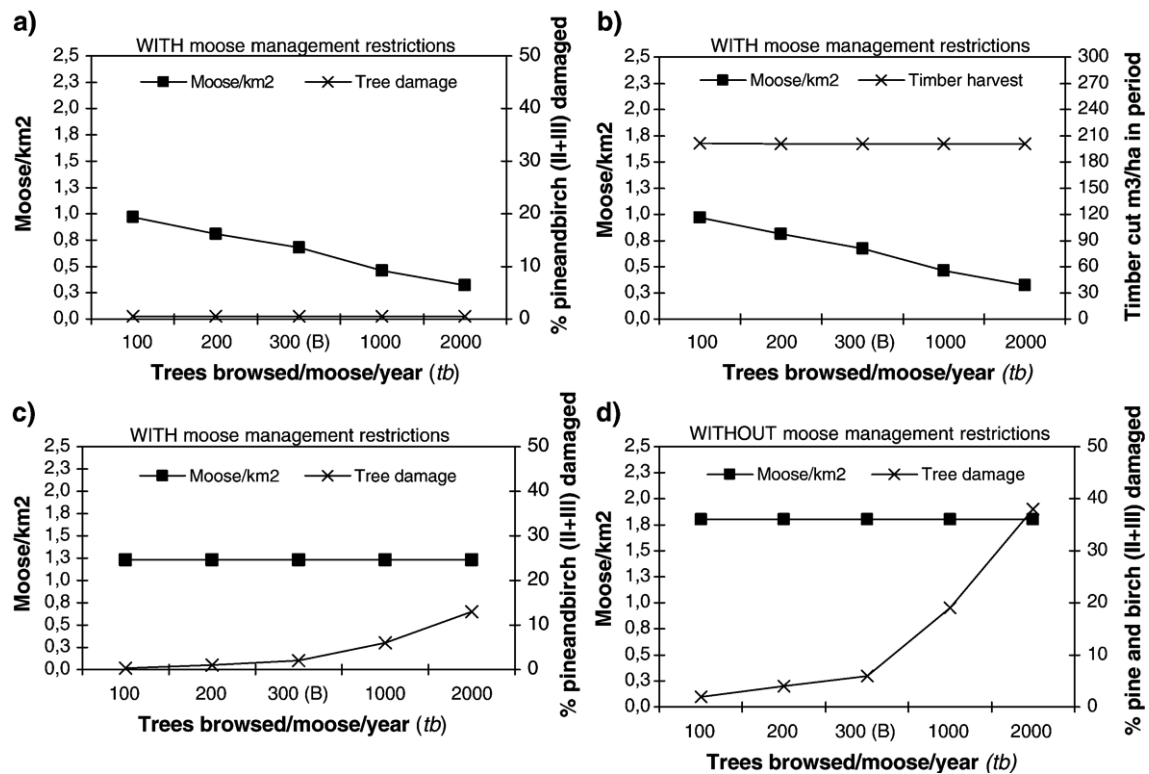 a)
WITH moose management restrictions
Moose/km2 Tree damage
2,5
2,3
2,0
1,8
1,5
1,3
1,0
0,8
0,5
0,3
0,0
Moose/km2
50
40
30
20
10
0
% pineandbirch (II+III) damaged
100 200 300 (B) 1000 2000
Trees browsed/moose/year (tb)
b)
WITH moose management restrictions
Moose/km2 Timber harvest
2,5
2,3
2,0
1,8
1,5
1,3
1,0
0,8
0,5
0,3
0,0
Moose/km2
300
270
240
210
180
150
120
90
60
30
0
Timber cut m3/ha in period
100 200 300 (B) 1000 2000
Trees browsed/moose/year (tb)
c)
WITH moose management restrictions
Moose/km2 Tree damage
2,5
2,3
2,0
1,8
1,5
1,3
1,0
0,8
0,5
0,3
0,0
Moose/km2
50
40
30
20
10
0
% pineandbirch (II+III) damaged
100 200 300 (B) 1000 2000
Trees browsed/moose/year (tb)
d)
WITHOUT moose management restrictions
Moose/km2 Tree damage
2,5
2,3
2,0
1,8
1,5
1,3
1,0
0,8
0,5
0,3
0,0
Moose/km2
50
40
30
20
10
0
% pine and birch (II+III) damaged
100 200 300 (B) 1000 2000
Trees browsed/moose/year (tb)